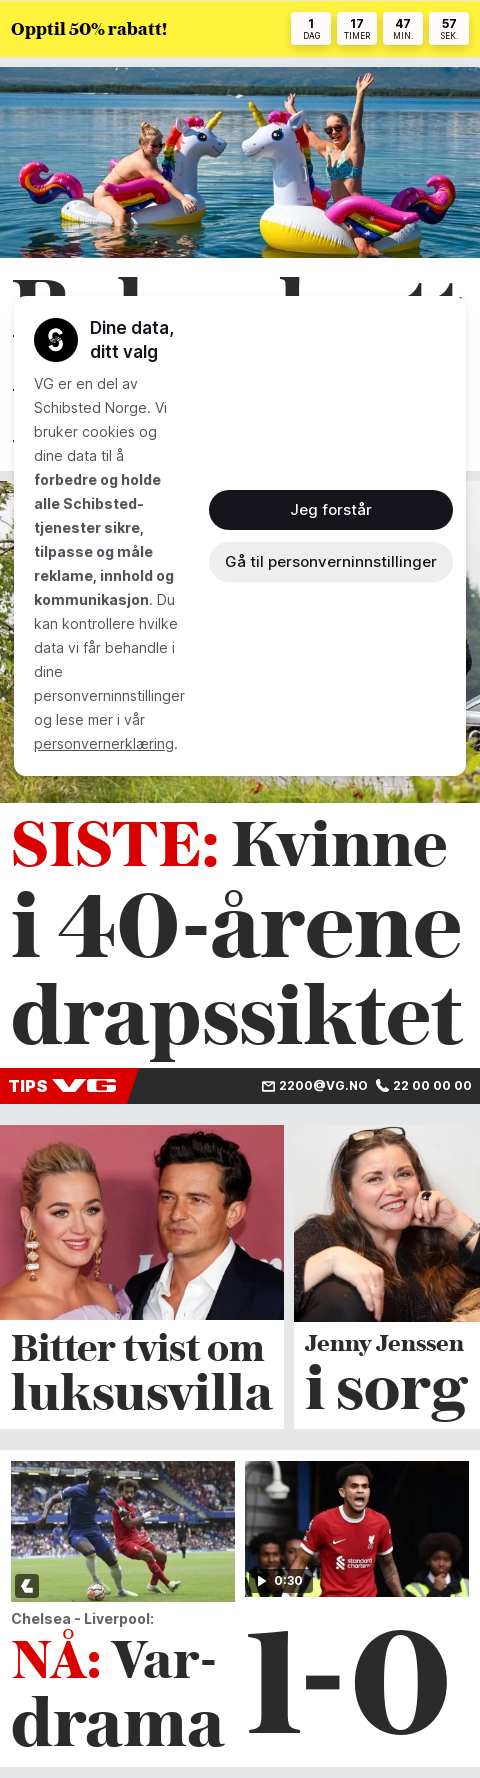 Opptil 50% rabatt!
1 17 47 57
DAG TIMER MIN. SEK.
Dine data,
ditt valg
VG er en del av
Schibsted Norge. Vi
bruker cookies og
dine data til å
forbedre og holde
alle Schibsted-
tjenester sikre,
tilpasse og måle
reklame, innhold og
kommunikasjon. Du
kan kontrollere hvilke
data vi får behandle i
dine
personverninnstillinger
og lese mer i vår
personvernerklæring.
Jeg forstår
Gå til personverninnstillinger
SISTE: Kvinne
i 40-årene
drapssiktet
TIPS VG 2200@VG.NO 22 00 00 00
Bitter tvist om
luksusvilla
Jenny Jenssen
i sorg
0:30
Chelsea - Liverpool:
NÅ: Var-
drama
1-0